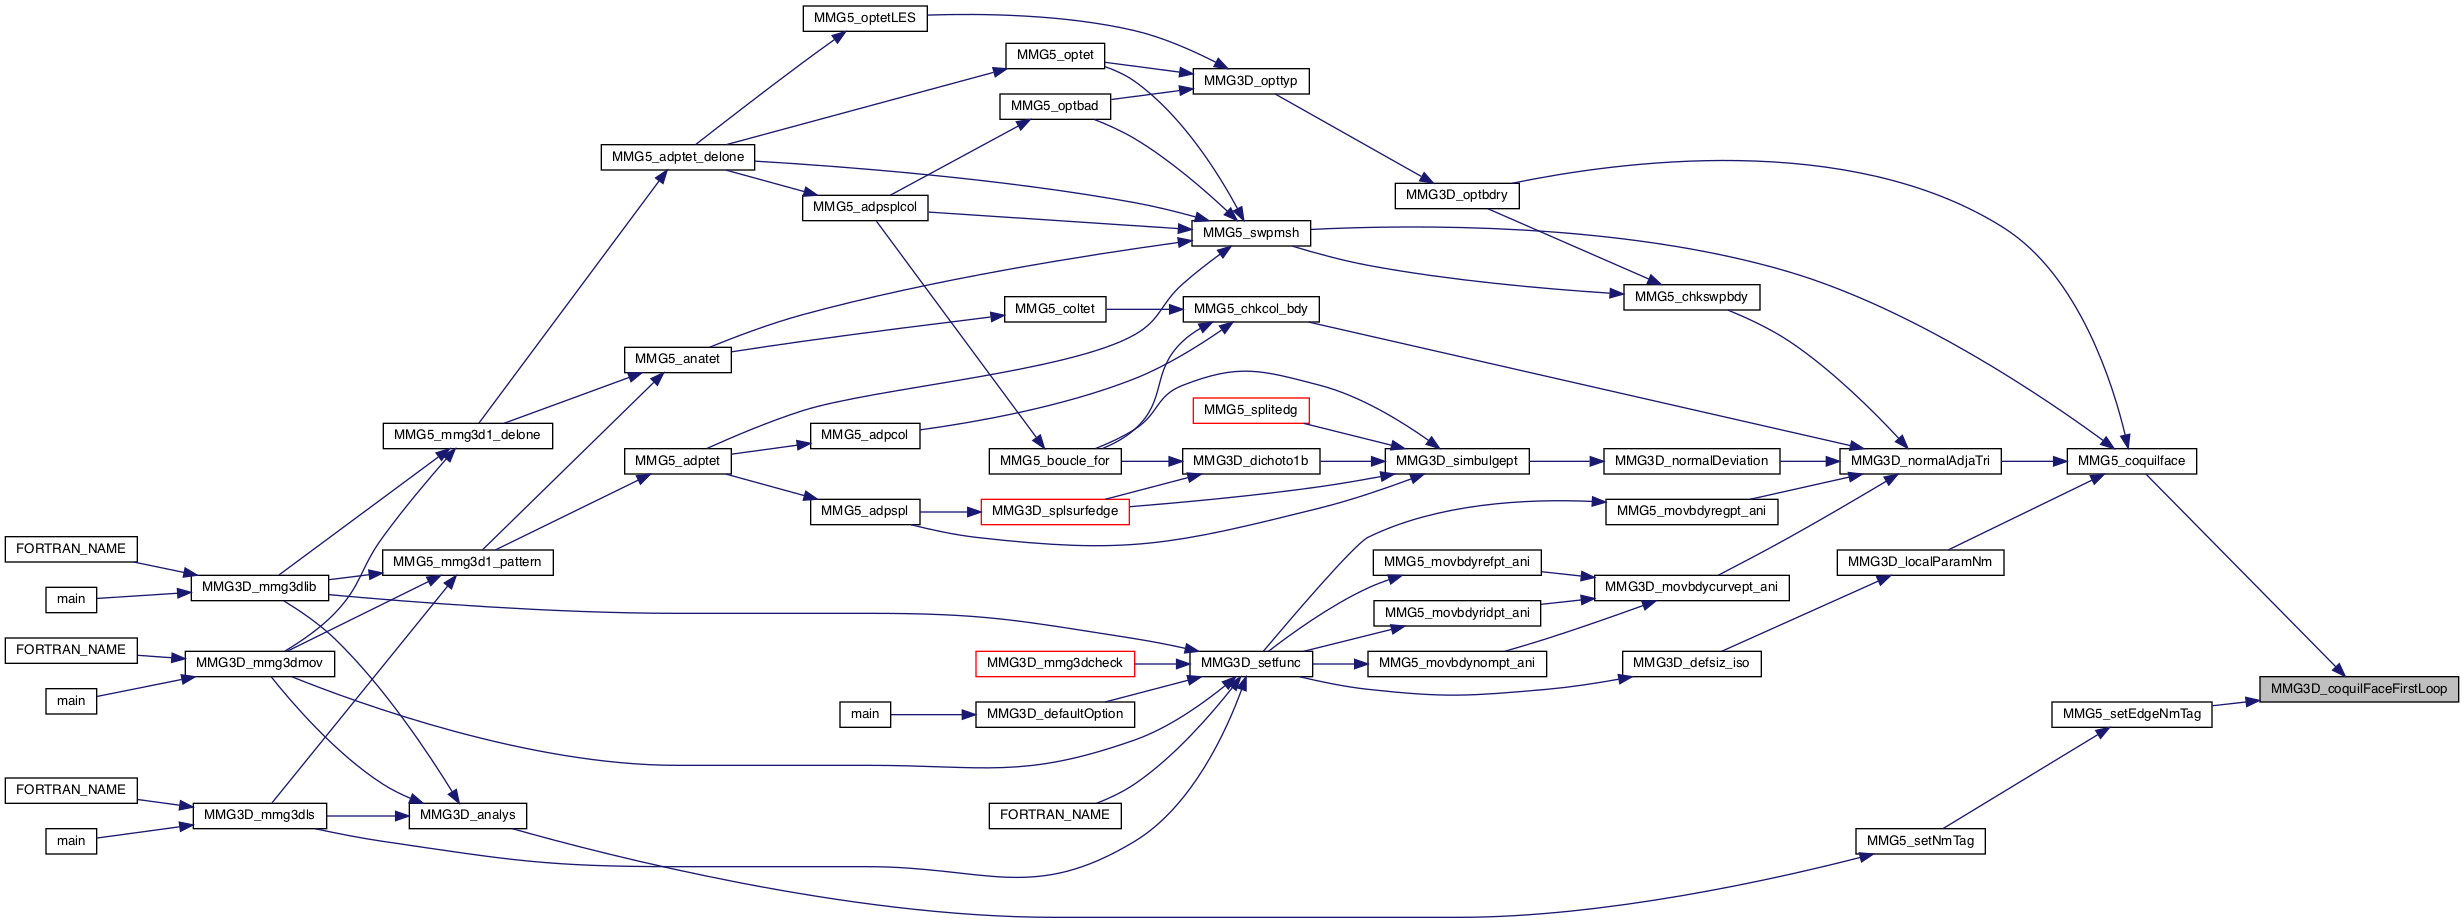 MMG5_optetLES
MMG5_optet
MMG3D_opttyp
MMG5_optbad
MMG5_adptet_delone
MMG3D_optbdry
MMG5_adpsplcol
MMG5_swpmsh
MMG5_chkswpbdy
MMG5_coltet
MMG5_chkcol_bdy
MMG5_anatet
MMG5_splitedg
MMG5_mmg3d1_delone
MMG5_adpcol
MMG5_adptet
MMG5_boucle_for
MMG3D_dichoto1b
MMG3D_simbulgept
MMG3D_normalDeviation
MMG3D_normalAdjaTri
MMG5_coquilface
MMG5_adpspl
MMG3D_splsurfedge
MMG5_movbdyregpt_ani
FORTRAN_NAME
MMG5_mmg3d1_pattern
MMG5_movbdyrefpt_ani
MMG3D_localParamNm
MMG3D_mmg3dlib
MMG3D_movbdycurvept_ani
main
MMG5_movbdyridpt_ani
FORTRAN_NAME
MMG3D_mmg3dmov
MMG3D_mmg3dcheck
MMG3D_setfunc
MMG5_movbdynompt_ani
MMG3D_defsiz_iso
MMG3D_coquilFaceFirstLoop
main
main
MMG3D_defaultOption
MMG5_setEdgeNmTag
FORTRAN_NAME
MMG3D_mmg3dls
MMG3D_analys
FORTRAN_NAME
main
MMG5_setNmTag